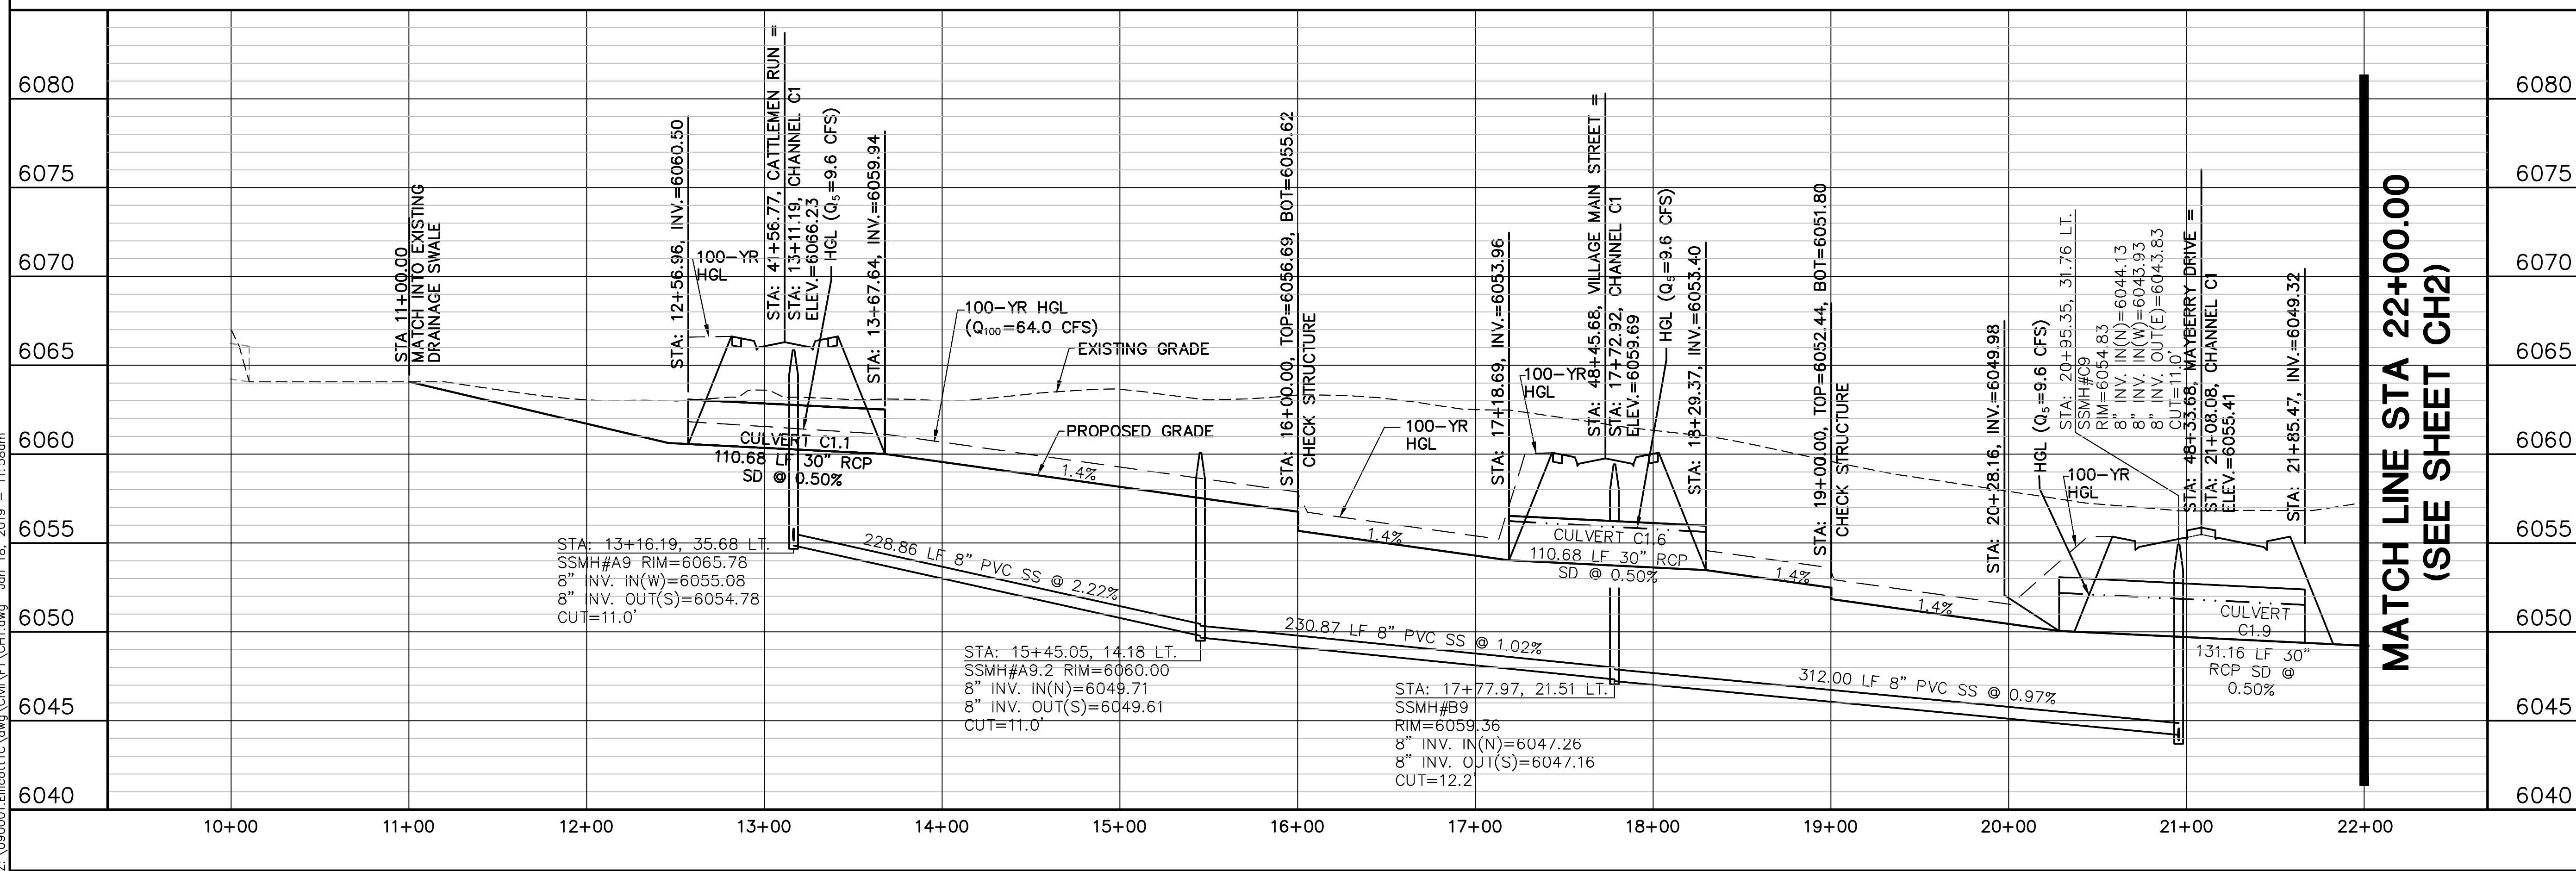 6080
6075
6070
6065
6060
6055
6050
6045
6040
STA 11+00.00
MATCH INTO EXISTING
DRAINAGE SWALE
STA: 12+56.96, INV.=6060.50
100-YR
HGL
STA: 41+56.77, CATTLEMEN RUN =
STA: 13+11.19, CHANNEL C1
ELEV.=6066.23
HGL (Q5=9.6 CFS)
STA: 13+67.64, INV.=6059.94
CULVERT C1.1
110.68 LF 30" RCP
SD @ 0.50%
100-YR HGL
(Q100=64.0 CFS)
EXISTING GRADE
PROPOSED GRADE
1.4%
STA: 13+16.19, 35.68 LT.
SSMH#A9 RIM=6065.78
8" INV. IN(W)=6055.08
8" INV. OUT(S)=6054.78
CUT=11.0'
228.86 LF 8" PVC SS @ 2.22%
STA: 15+45.05, 14.18 LT.
SSMH#A9.2 RIM=6060.00
8" INV. IN(N)=6049.71
8" INV. OUT(S)=6049.61
CUT=11.0'
STA: 16+00.00, TOP=6056.69, BOT=6055.62
CHECK STRUCTURE
100-YR
HGL
1.4%
230.87 LF 8" PVC SS @ 1.02%
STA: 17+18.69, INV.=6053.96
100-YR
HGL
STA: 48+45.68, VILLAGE MAIN STREET =
STA: 17+72.92, CHANNEL C1
ELEV.=6059.69
HGL (Q5=9.6 CFS)
STA: 18+29.37, INV.=6053.40
CULVERT C1.6
110.68 LF 30" RCP
SD @ 0.50%
STA: 17+77.97, 21.51 LT.
SSMH#B9
RIM=6059.36
8" INV. IN(N)=6047.26
8" INV. OUT(S)=6047.16
CUT=12.2'
1.4%
STA: 19+00.00, TOP=6052.44, BOT=6051.80
CHECK STRUCTURE
1.4%
312.00 LF 8" PVC SS @ 0.97%
STA: 20+28.16, INV.=6049.98
HGL (Q5=9.6 CFS)
100-YR
HGL
STA: 20+95.35, 31.76 LT.
SSMH#C9
RIM=6054.83
8" INV. IN(N)=6044.13
8" INV. IN(W)=6043.93
8" INV. OUT(E)=6043.83
CUT=11.0'
STA: 48+33.68, MAYBERRY DRIVE =
STA: 21+08.08, CHANNEL C1
ELEV.=6055.41
STA: 21+85.47, INV.=6049.32
CULVERT
C1.9
131.16 LF 30"
RCP SD @
0.50%
MATCH LINE STA 22+00.00
(SEE SHEET CH2)
6080
6075
6070
6065
6060
6055
6050
6045
6040
10+00
11+00
12+00
13+00
14+00
15+00
16+00
17+00
18+00
19+00
20+00
21+00
22+00